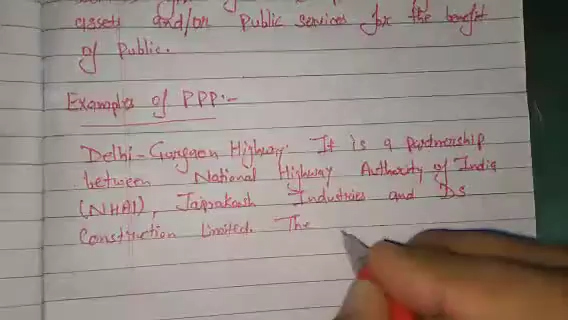 assets and/or Public services for the benefit
of Public.
Examples of PPP:-
Delhi-Gurgaon Highway. It is a partnership
between National Highway Authority of India
(NHAI), Jaiprakash Industries and DS
Construction Limited. The